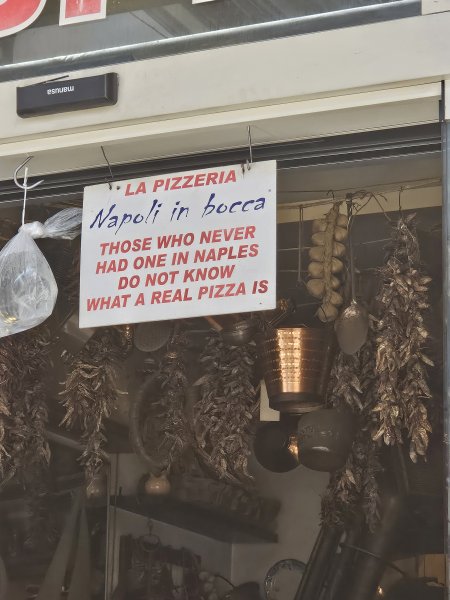 manusa
LA PIZZERIA
Napoli in bocca
THOSE WHO NEVER
HAD ONE IN NAPLES
DO NOT KNOW
WHAT A REAL PIZZA IS